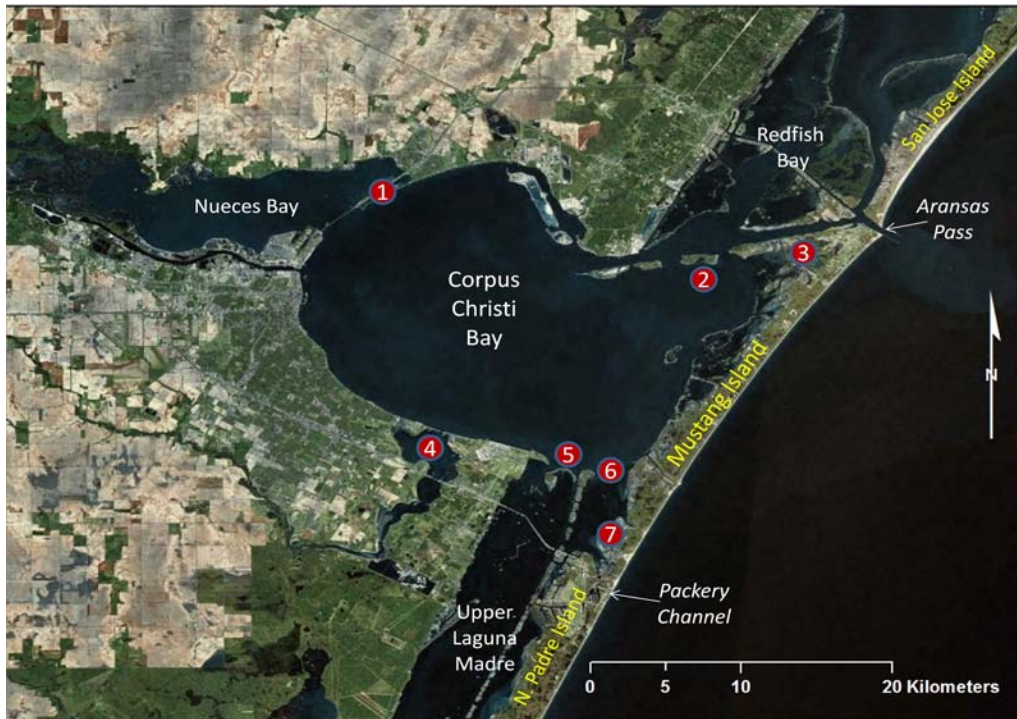 San Jose Island
Redfish
Bay
1
Nueces Bay
Aransas
Pass
3
2
Corpus
Christi
Bay
N
Mustang Island
4
5
6
7
Packery
Channel
Upper
Laguna
Madre
N. Padre Island
0 5 10 20 Kilometers